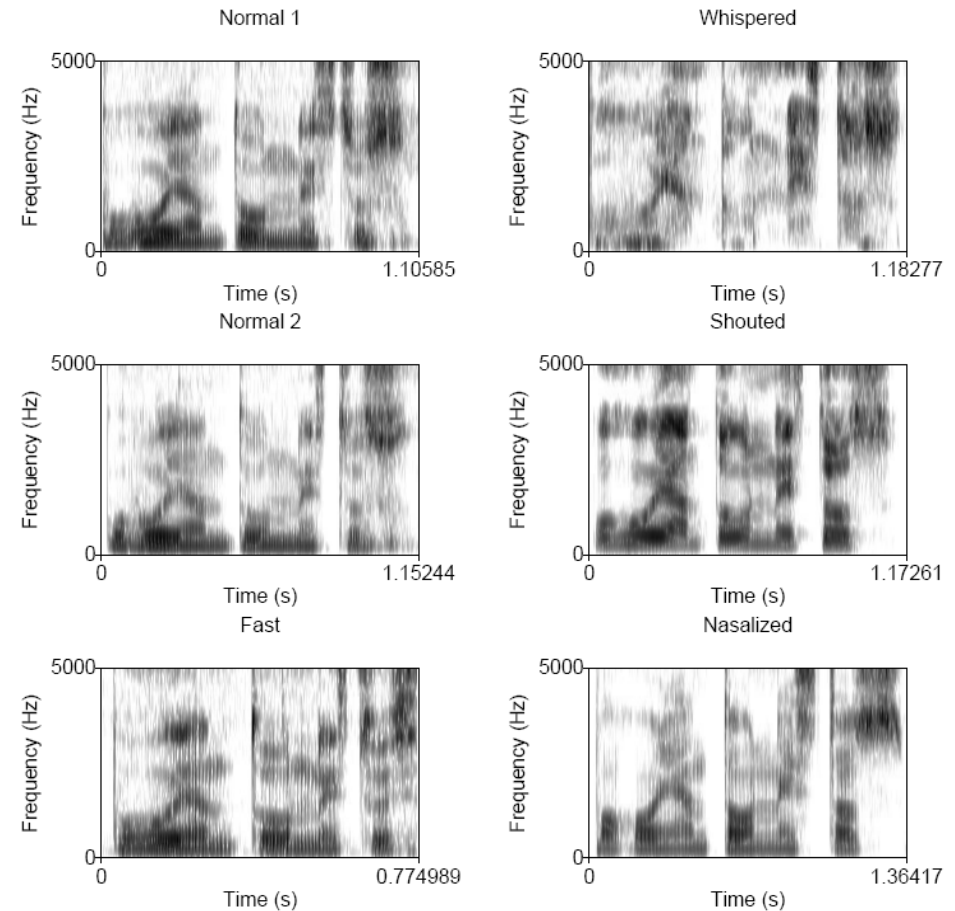 Normal 1
5000
Frequency (Hz)
0
0 1.10585
Time (s)
Whispered
5000
Frequency (Hz)
0
0 1.18277
Time (s)
Normal 2
5000
Frequency (Hz)
0
0 1.15244
Time (s)
Shouted
5000
Frequency (Hz)
0
0 1.17261
Time (s)
Fast
5000
Frequency (Hz)
0
0 0.774989
Time (s)
Nasalized
5000
Frequency (Hz)
0
0 1.36417
Time (s)